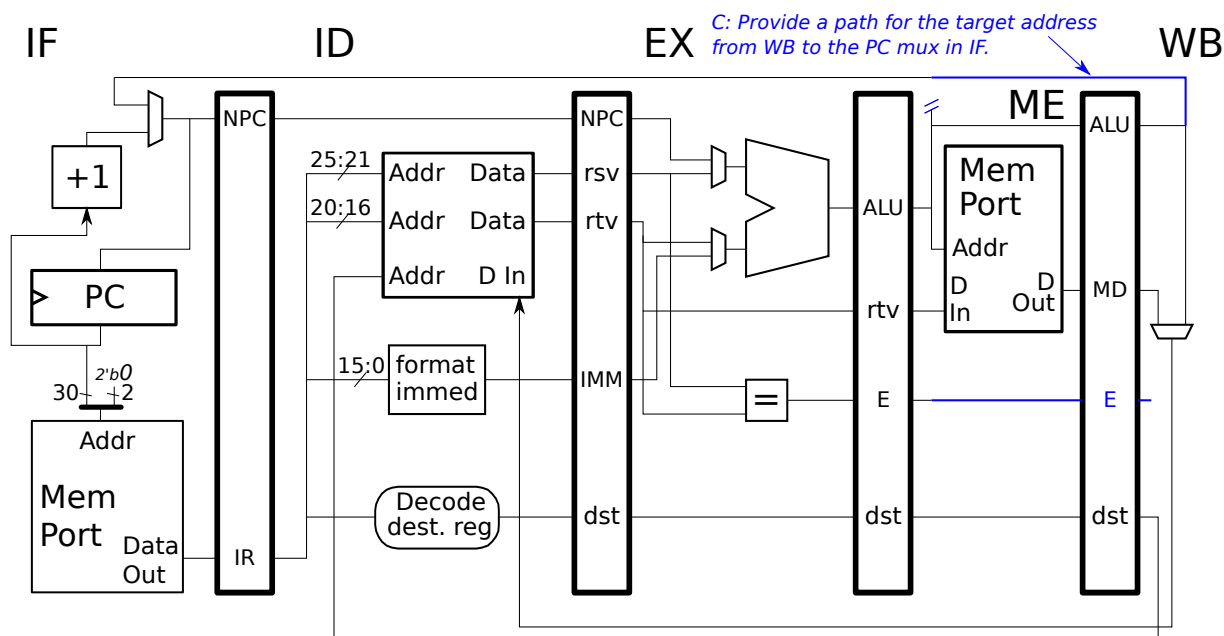 C: Provide a path for the target address
from WB to the PC mux in IF.
IF
ID
EX
ME
WB
NPC
NPC
ALU
+1
25:21
Addr
Data
rsv
Mem
Port
20:16
Addr
Data
rtv
ALU
Addr
Addr
D In
PC
D
In
D
Out
MD
rtv
30
2'b0
2
15:0
format
immed
IMM
=
E
E
Addr
Mem
Port
Data
Out
Decode
dest. reg
dst
dst
dst
IR